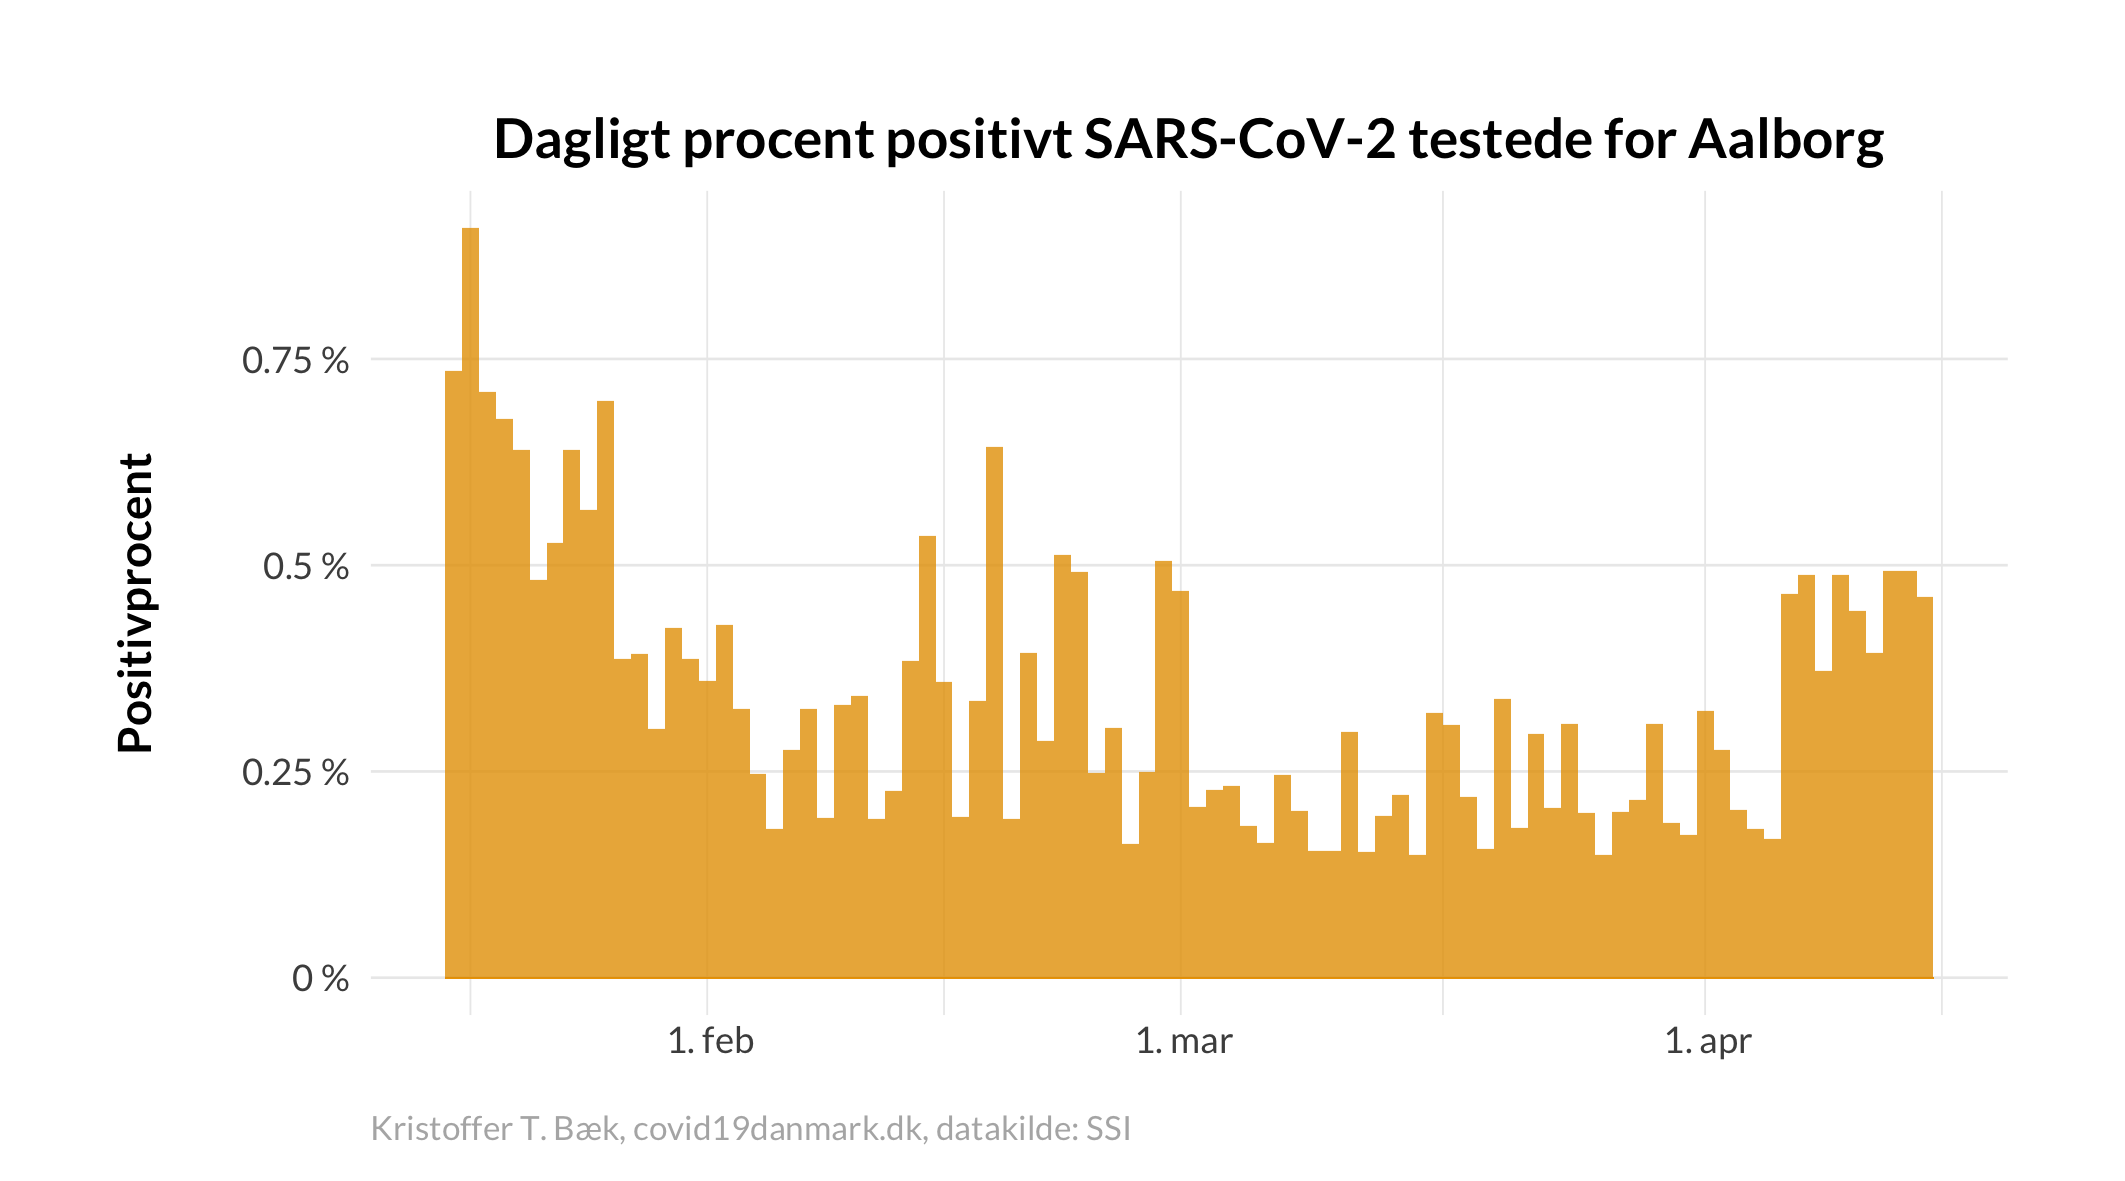 Dagligt procent positivt SARS-CoV-2 testede for Aalborg
Positivprocent
0.75 %
0.5 %
0.25 %
0 %
1. feb
1. mar
1. apr
Kristoffer T. Bæk, covid19danmark.dk, datakilde: SSI